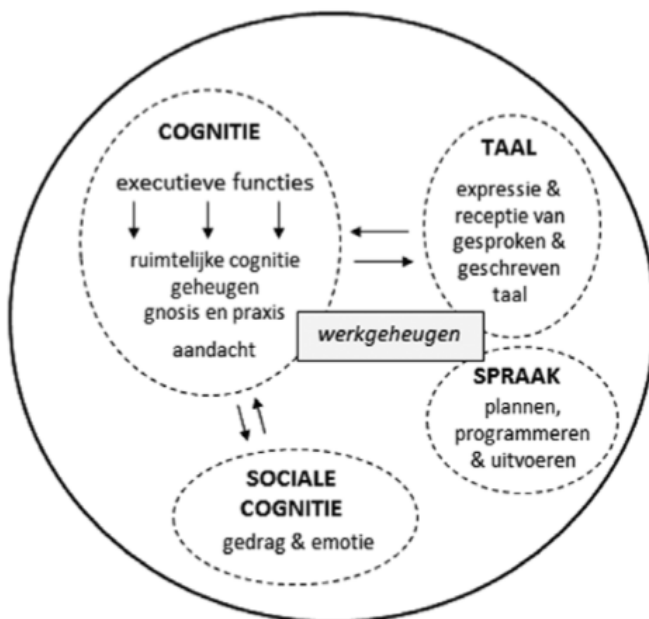 COGNITIE
executieve functies
ruimtelijke cognitie
geheugen
gnosis en praxis
aandacht
TAAL
expressie &
receptie van
gesproken &
geschreven
taal
werkgeheugen
SPRAAK
plannen,
programmeren
& uitvoeren
SOCIALE
COGNITIE
gedrag & emotie